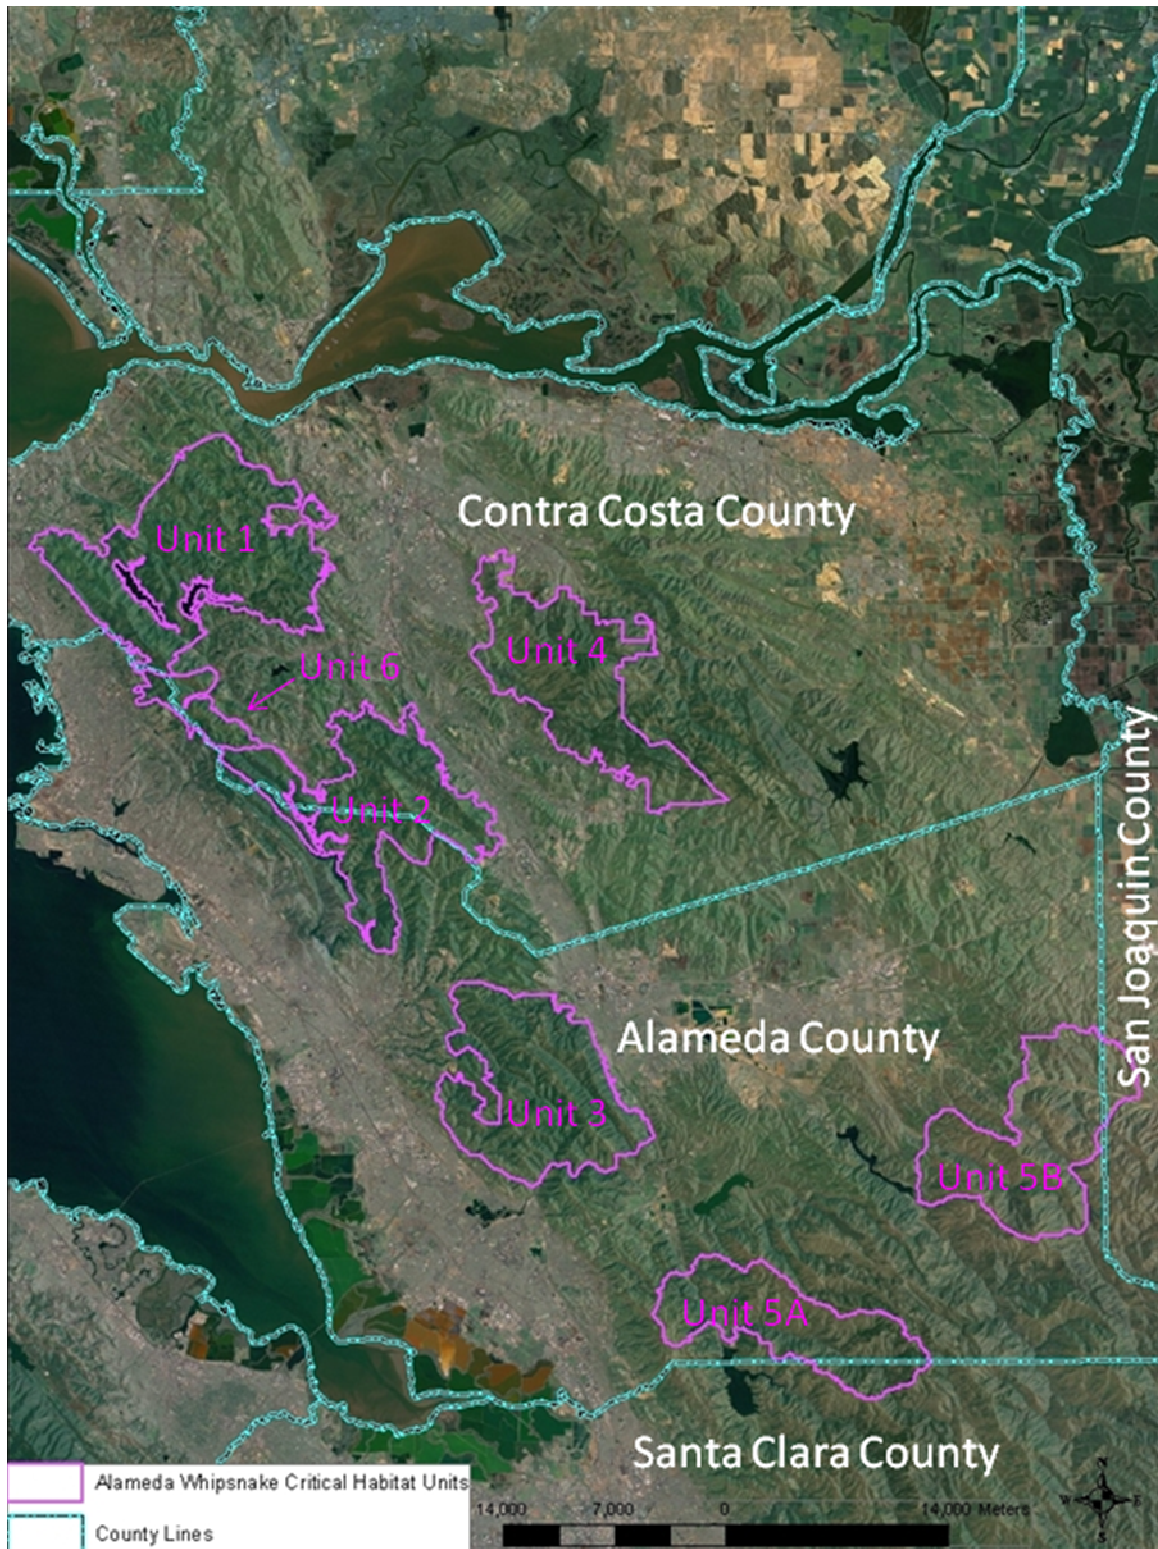 Contra Costa County
Unit 1
Unit 4
Unit 6
Unit 2
San Joaquin County
Alameda County
Unit 3
Unit 5B
Unit 5A
Santa Clara County
Alameda Whipsnake Critical Habitat Units
County Lines
14,000 7,000 0 14,000 Meters
N
W E
S